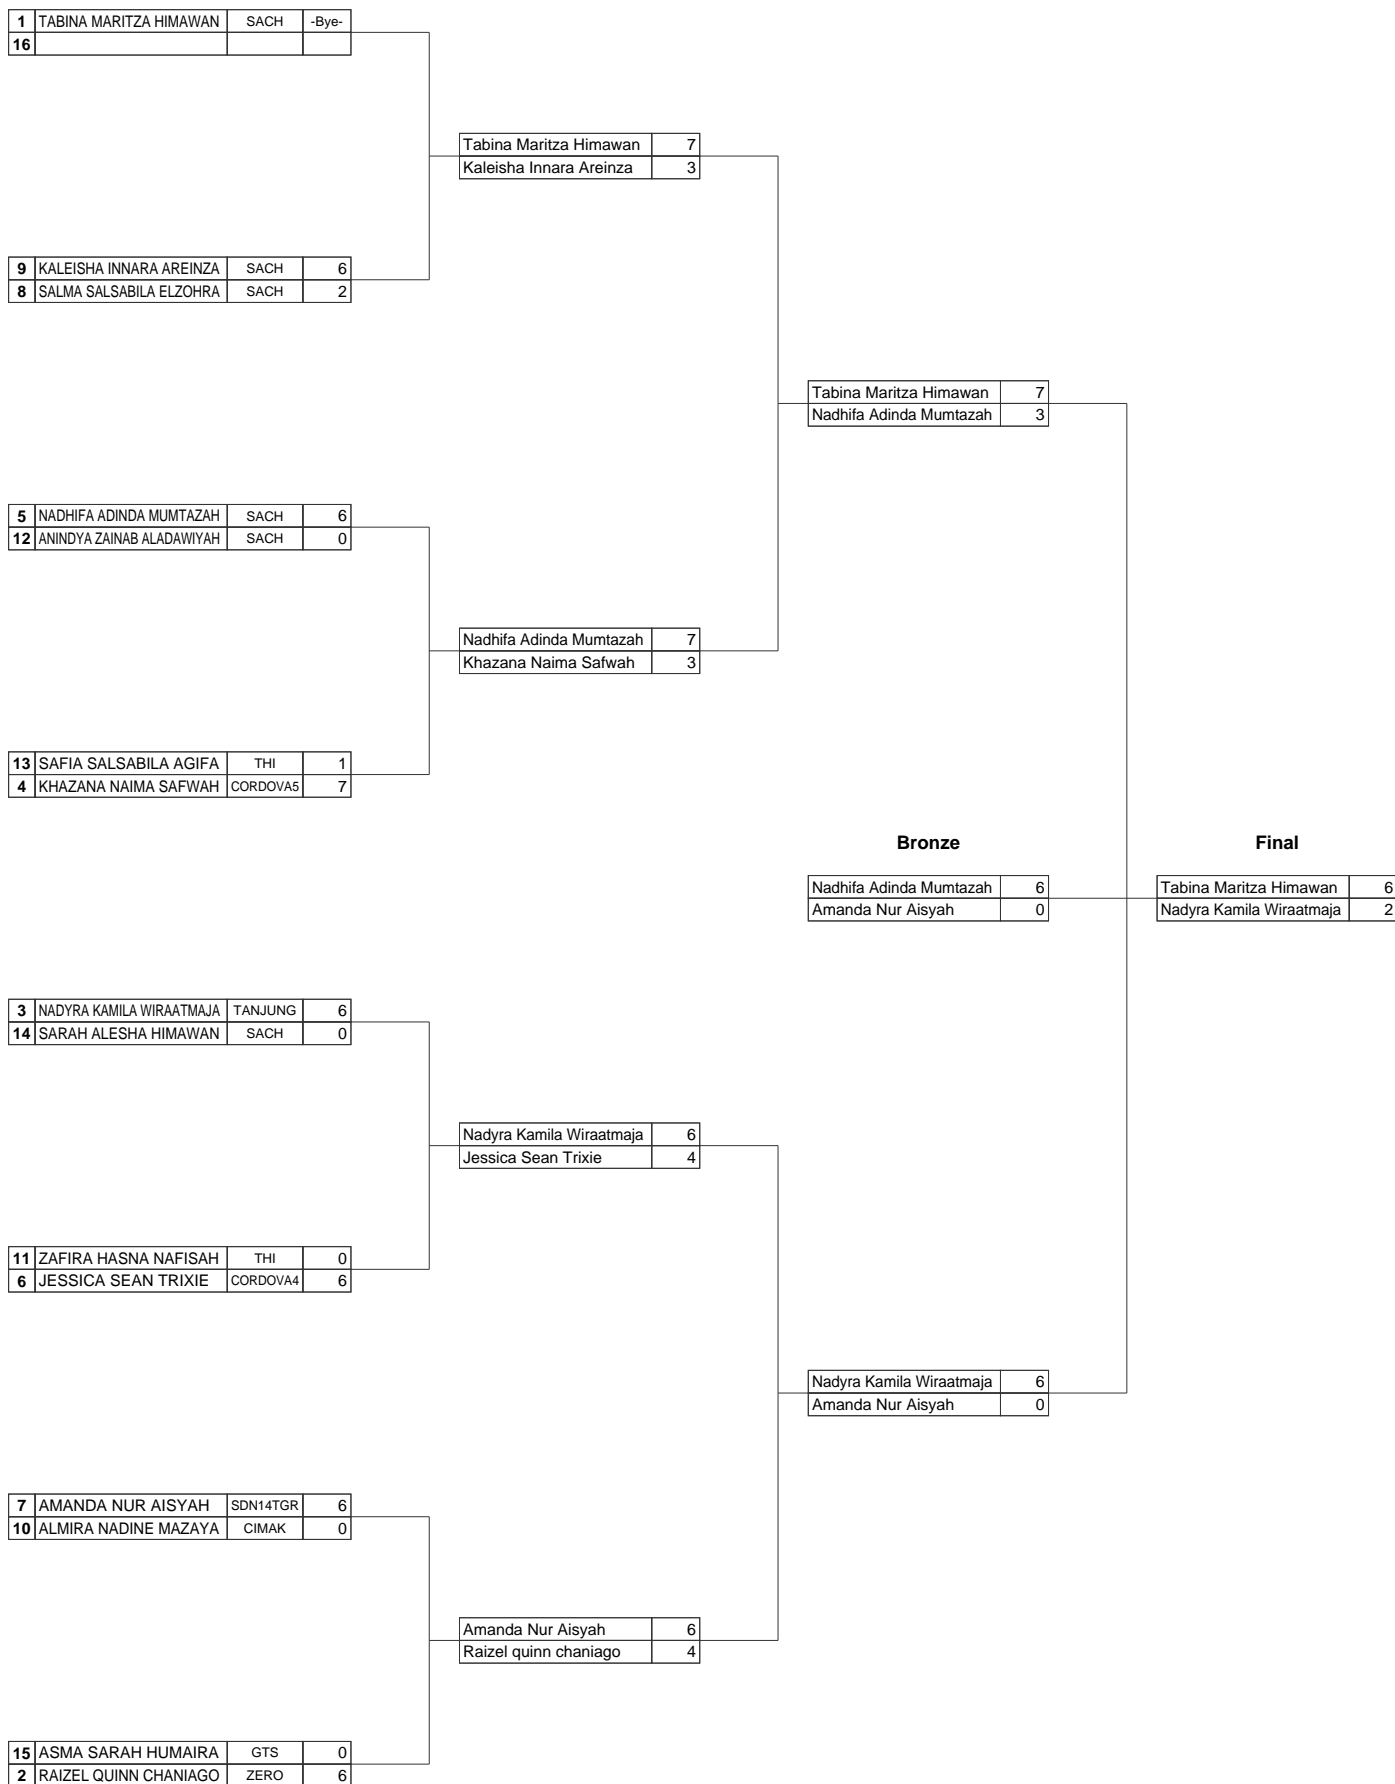 1 TABINA MARITZA HIMAWAN SACH -Bye-
16
Tabina Maritza Himawan 7
Kaleisha Innara Areinza 3
9 KALEISHA INNARA AREINZA SACH 6
8 SALMA SALSABILA ELZOHRA SACH 2
Tabina Maritza Himawan 7
Nadhifa Adinda Mumtazah 3
5 NADHIFA ADINDA MUMTAZAH SACH 6
12 ANINDYA ZAINAB ALADAWIYAH SACH 0
Nadhifa Adinda Mumtazah 7
Khazana Naima Safwah 3
13 SAFIA SALSABILA AGIFA THI 1
4 KHAZANA NAIMA SAFWAH CORDOVA5 7
Bronze Final
Nadhifa Adinda Mumtazah 6 Tabina Maritza Himawan 6
Amanda Nur Aisyah 0 Nadyra Kamila Wiraatmaja 2
3 NADYRA KAMILA WIRAATMAJA TANJUNG 6
14 SARAH ALESHA HIMAWAN SACH 0
Nadyra Kamila Wiraatmaja 6
Jessica Sean Trixie 4
11 ZAFIRA HASNA NAFISAH THI 0
6 JESSICA SEAN TRIXIE CORDOVA4 6
Nadyra Kamila Wiraatmaja 6
Amanda Nur Aisyah 0
7 AMANDA NUR AISYAH SDN14TGR 6
10 ALMIRA NADINE MAZAYA CIMAK 0
Amanda Nur Aisyah 6
Raizel quinn chaniago 4
15 ASMA SARAH HUMAIRA GTS 0
2 RAIZEL QUINN CHANIAGO ZERO 6